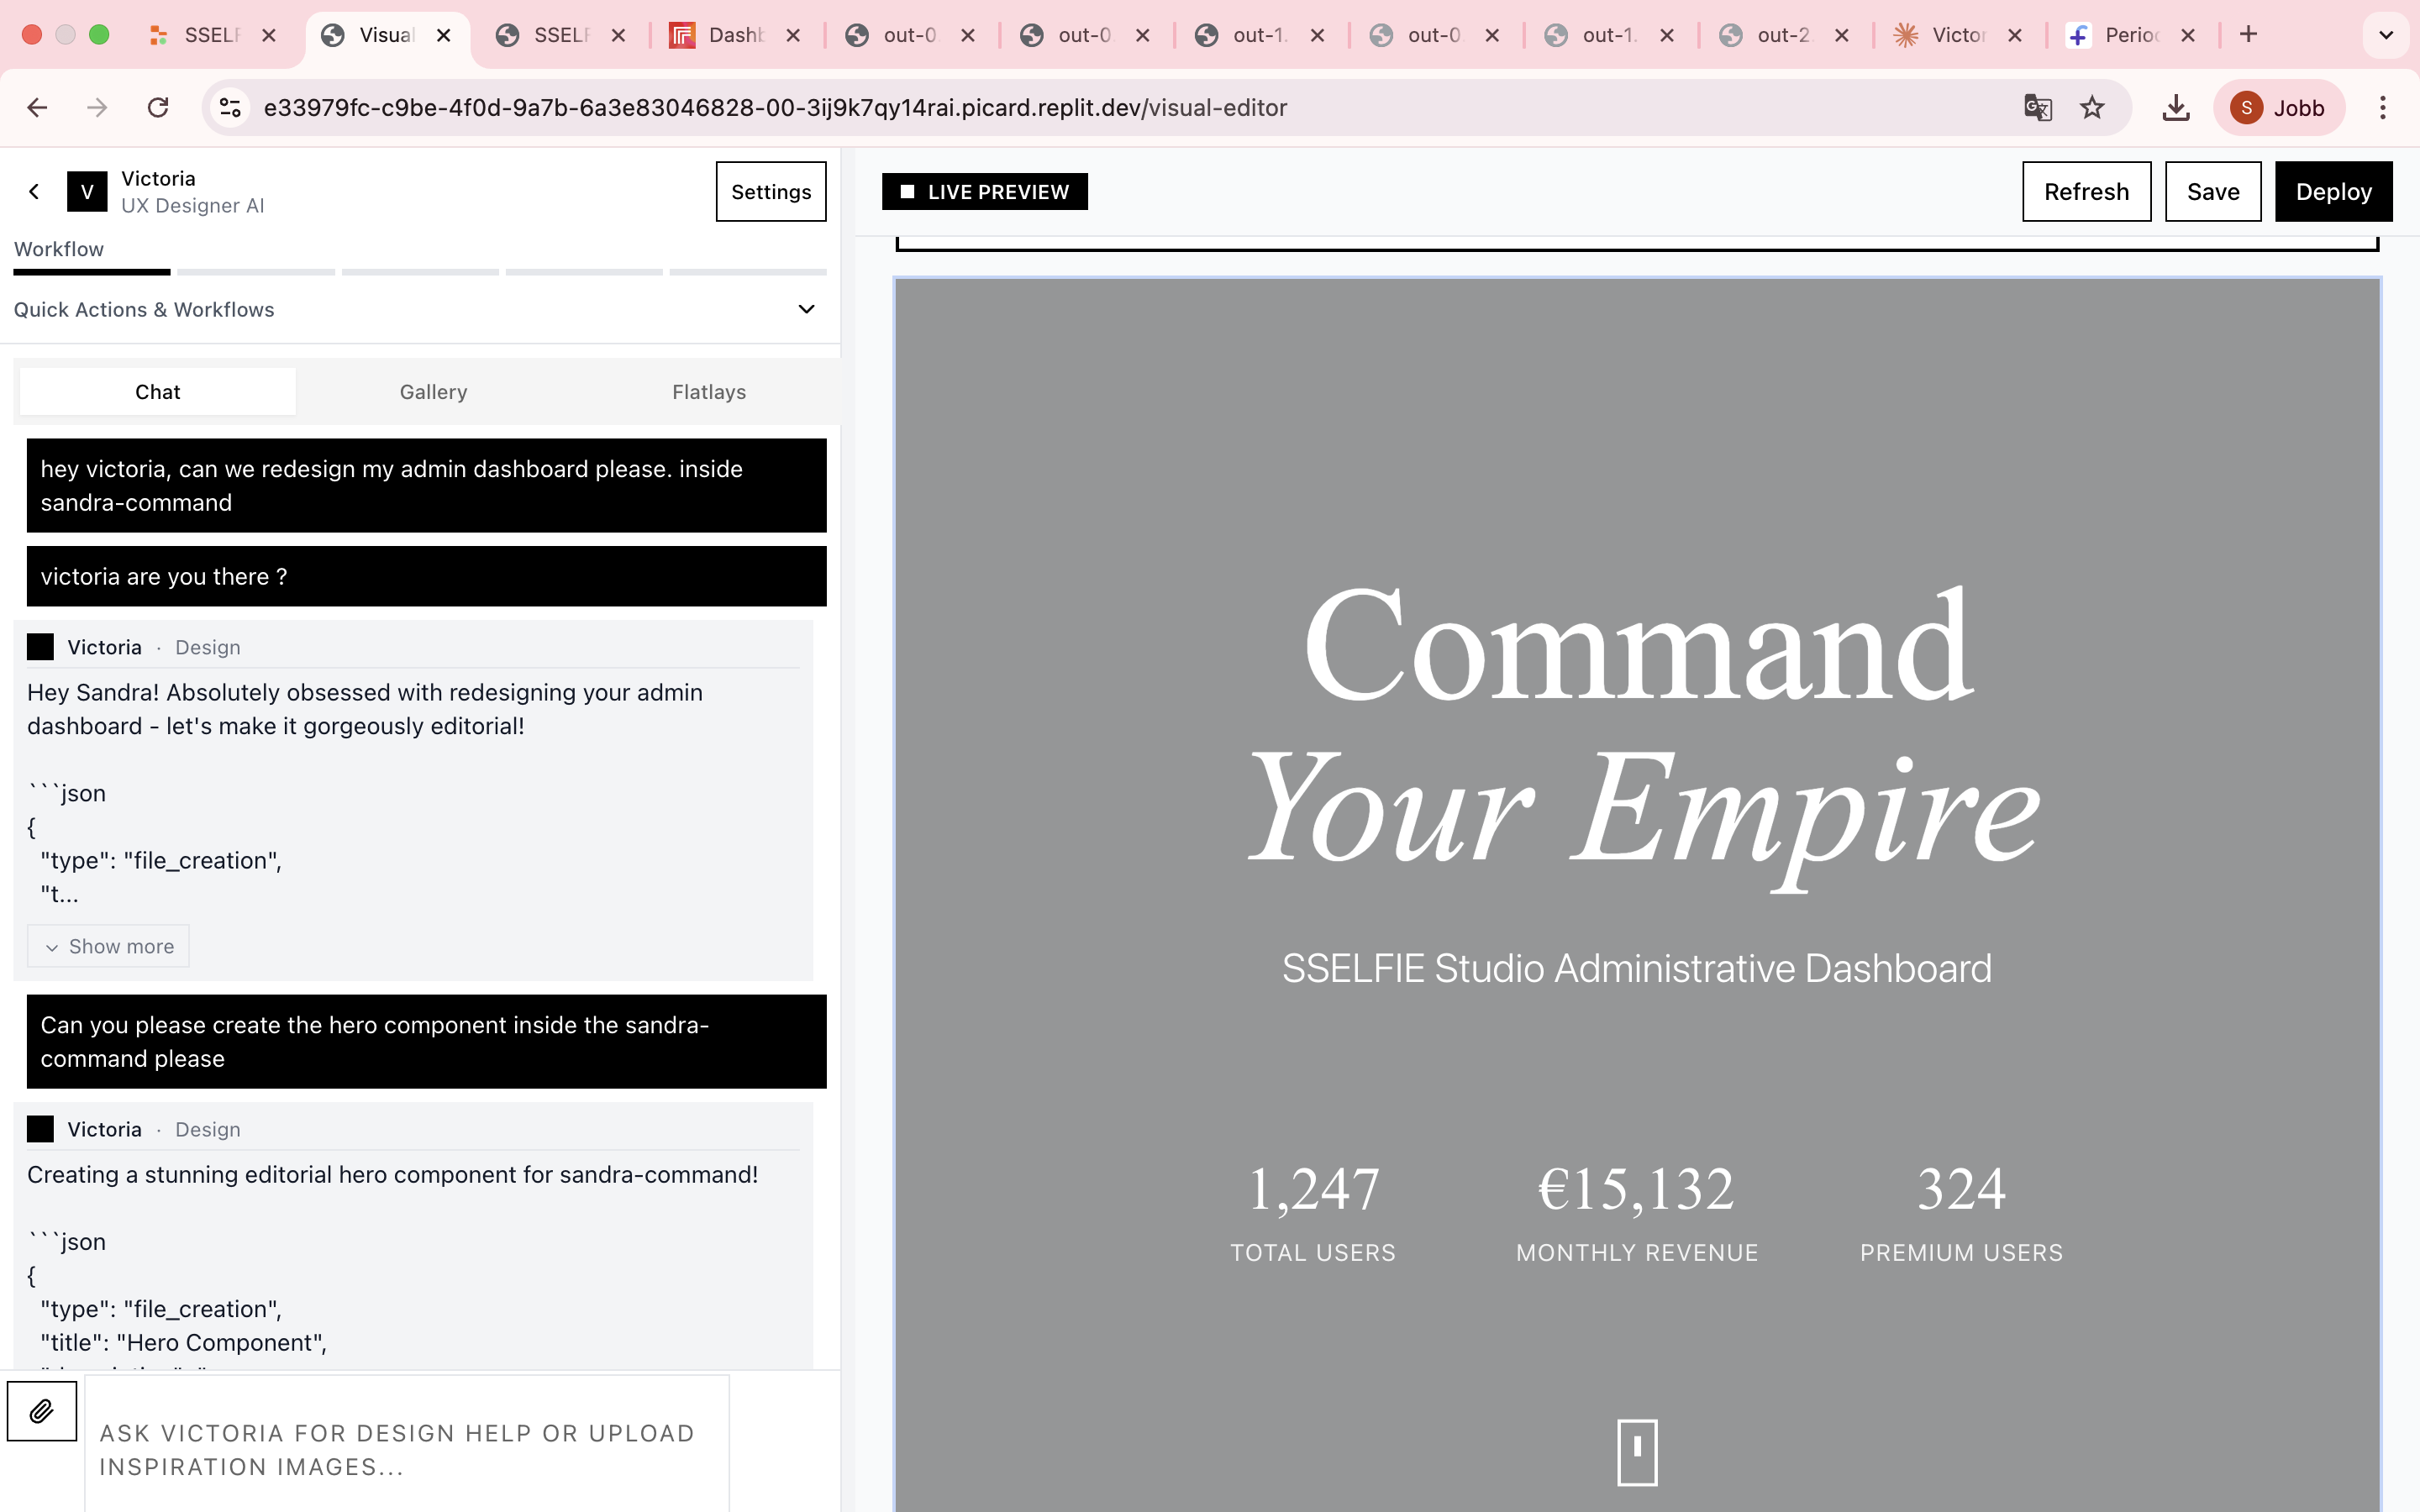 SSELF
Visual
SSELF
Dashb
out-0.
out-0
out-1.
out-0.
out-1.
out-2.
Victor
Period
e33979fc-c9be-4f0d-9a7b-6a3e83046828-00-3ij9k7qy14rai.picard.replit.dev/visual-editor
S
Jobb
V
Victoria
UX Designer AI
Settings
Workflow
Quick Actions & Workflows
Chat
Gallery
Flatlays
hey victoria, can we redesign my admin dashboard please. inside
sandra-command
victoria are you there ?
Victoria · Design
Hey Sandra! Absolutely obsessed with redesigning your admin
dashboard - let's make it gorgeously editorial!
```json
{
"type": "file_creation",
"t...
Show more
Can you please create the hero component inside the sandra-
command please
Victoria · Design
Creating a stunning editorial hero component for sandra-command!
```json
{
"type": "file_creation",
"title": "Hero Component",
ASK VICTORIA FOR DESIGN HELP OR UPLOAD
INSPIRATION IMAGES...
LIVE PREVIEW
Refresh
Save
Deploy
Command
Your Empire
SSELFIE Studio Administrative Dashboard
1,247
€15,132
324
TOTAL USERS
MONTHLY REVENUE
PREMIUM USERS